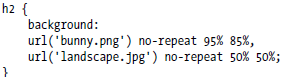 h2 {
background:
url('bunny.png') no-repeat 95% 85%,
url('landscape.jpg') no-repeat 50% 50%;
}